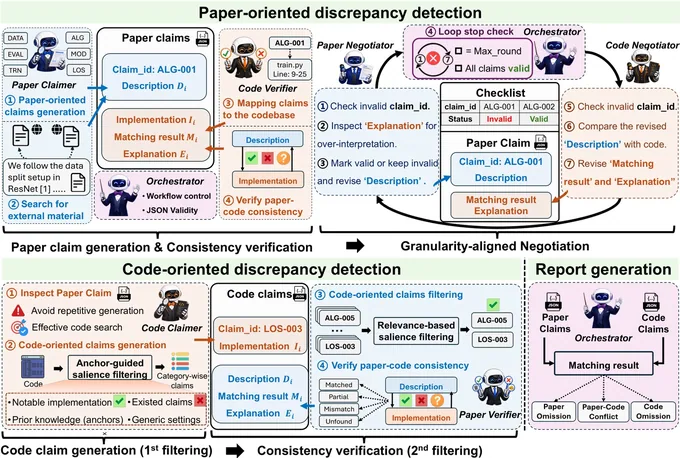 Paper-oriented discrepancy detection
DATA
EVAL
TRN
ALG
MOD
LOS
Paper Claimer
① Paper-oriented
claims generation
We follow the data
split setup in
ResNet [1] .....
② Search for
external material
Paper claims
JSON
Claim_id: ALG-001
Description Di
Implementation Ii
Matching result Mi
Explanation Ei
Orchestrator
• Workflow control
• JSON Validity
Code Verifier
ALG-001
train.py
Line: 9-25
③ Mapping claims
to the codebase
Description
Implementation
④ Verify paper-
code consistency
Paper claim generation & Consistency verification
Paper Negotiator
④ Loop stop check
① ⑦
= Max_round
All claims valid
Orchestrator
Code Negotiator
① Check invalid claim_id.
② Inspect ‘Explanation’ for
over-interpretation.
③ Mark valid or keep invalid
and revise ‘Description’ .
Checklist
claim_id ALG-001 ALG-002
Status Invalid Valid
Paper Claim
JSON
Claim_id: ALG-001
Description
Matching result
Explanation
⑤ Check invalid claim_id.
⑥ Compare the revised
‘Description’ with code.
⑦ Revise ‘Matching
result’ and ‘Explanation’
Granularity-aligned Negotiation
Code-oriented discrepancy detection
① Inspect Paper Claim
JSON
Avoid repetitive generation
Effective code search
Code Claimer
② Code-oriented claims generation
Code
Anchor-guided
salience filtering
Category-wise
claims
• Notable implementation
• Existed claims
• Prior knowledge (anchors)
• Generic settings
Code claim generation (1st filtering)
Code claims
JSON
Claim_id: LOS-003
Implementation Ii
Description Di
Matching result Mi
Explanation Ei
③ Code-oriented claims filtering
ALG-005
LOS-003
Relevance-based
salience filtering
ALG-005
LOS-003
④ Verify paper-code consistency
Matched
Partial
Mismatch
Unfound
Description
Implementation
Paper Verifier
Consistency verification (2nd filtering)
Report generation
JSON
Paper
Claims
Orchestrator
JSON
Code
Claims
Matching result
Paper
Omission
Paper-Code
Conflict
Code
Omission